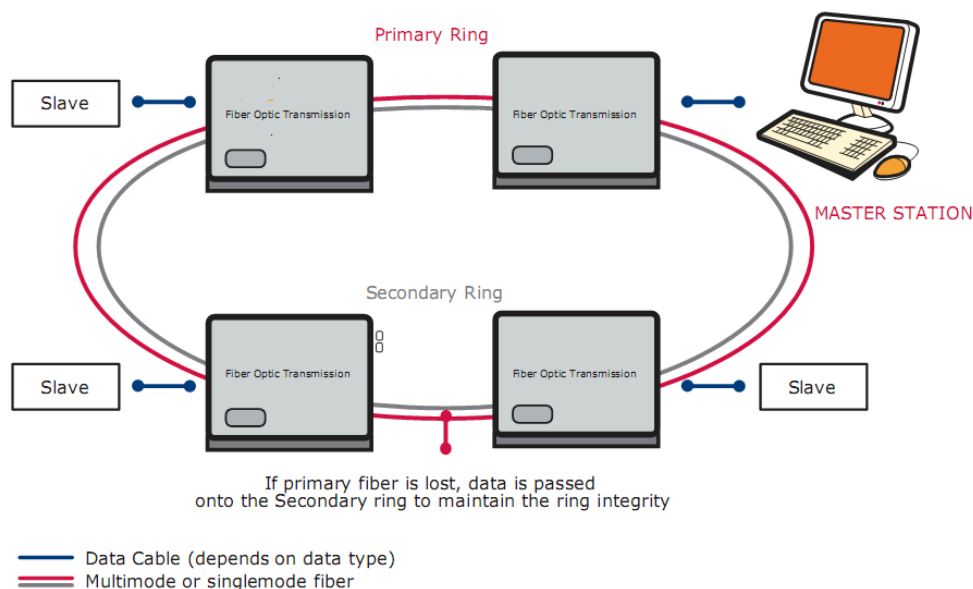 Primary Ring
Slave
Fiber Optic Transmission
Fiber Optic Transmission
MASTER STATION
Secondary Ring
Slave
Fiber Optic Transmission
Fiber Optic Transmission
Slave
If primary fiber is lost, data is passed
onto the Secondary ring to maintain the ring integrity
Data Cable (depends on data type)
Multimode or singlemode fiber